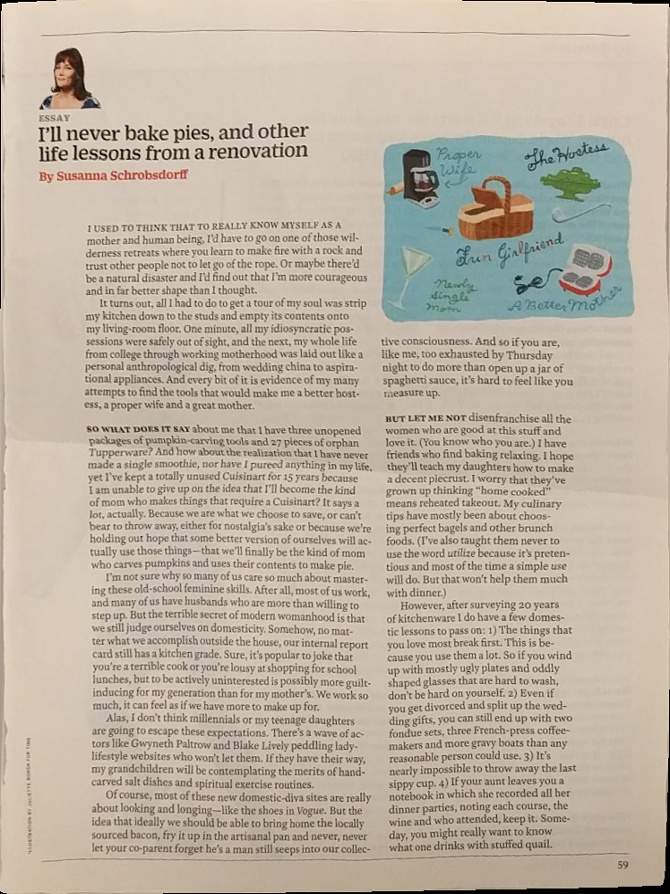 ESSAY
I'll never bake pies, and other
life lessons from a renovation
By Susanna Schrobsdorff
I USED TO THINK THAT TO REALLY KNOW MYSELF AS A
mother and human being, I'd have to go on one of those wil-
derness retreats where you learn to make fire with a rock and
trust other people not to let go of the rope. Or maybe there'd
be a natural disaster and I'd find out that I'm more courageous
and in far better shape than I thought.
It turns out, all I had to do to get a tour of my soul was strip
my kitchen down to the studs and empty its contents onto
my living-room floor. One minute, all my idiosyncratic pos-
sessions were safely out of sight, and the next, my whole life
from college through working motherhood was laid out like a
personal anthropological dig, from wedding china to aspira-
tional appliances. And every bit of it is evidence of my many
attempts to find the tools that would make me a better host-
ess, a proper wife and a great mother.
SO WHAT DOES IT SAY about me that I have three unopened
packages of pumpkin-carving tools and 27 pieces of orphan
Tupperware? And how about the realization that I have never
made a single smoothie, nor have I pureed anything in my life,
yet I've kept a totally unused Cuisinart for 15 years because
I am unable to give up on the idea that I'll become the kind
of mom who makes things that require a Cuisinart? It says a
lot, actually. Because we are what we choose to save, or can't
bear to throw away, either for nostalgia's sake or because we're
holding out hope that some better version of ourselves will ac-
tually use those things—that we'll finally be the kind of mom
who carves pumpkins and uses their contents to make pie.
I'm not sure why so many of us care so much about master-
ing these old-school feminine skills. After all, most of us work,
and many of us have husbands who are more than willing to
step up. But the terrible secret of modern womanhood is that
we still judge ourselves on domesticity. Somehow, no mat-
ter what we accomplish outside the house, our internal report
card still has a kitchen grade. Sure, it's popular to joke that
you're a terrible cook or you're lousy at shopping for school
lunches, but to be actively uninterested is possibly more guilt-
inducing for my generation than for my mother's. We work so
much, it can feel as if we have more to make up for.
Alas, I don't think millennials or my teenage daughters
are going to escape these expectations. There's a wave of ac-
tors like Gwyneth Paltrow and Blake Lively peddling lady-
lifestyle websites who won't let them. If they have their way,
my grandchildren will be contemplating the merits of hand-
carved salt dishes and spiritual exercise routines.
Of course, most of these new domestic-diva sites are really
about looking and longing—like the shoes in Vogue. But the
idea that ideally we should be able to bring home the locally
sourced bacon, fry it up in the artisanal pan and never, never
let your co-parent forget he's a man still seeps into our collec-
Proper
Wife
The Hostess
Fun Girlfriend
Newly
Single
Mom
A Better Mother
tive consciousness. And so if you are,
like me, too exhausted by Thursday
night to do more than open up a jar of
spaghetti sauce, it's hard to feel like you
measure up.
BUT LET ME NOT disenfranchise all the
women who are good at this stuff and
love it. (You know who you are.) I have
friends who find baking relaxing. I hope
they'll teach my daughters how to make
a decent piecrust. I worry that they've
grown up thinking "home cooked"
means reheated takeout. My culinary
tips have mostly been about choos-
ing perfect bagels and other brunch
foods. (I've also taught them never to
use the word utilize because it's preten-
tious and most of the time a simple use
will do. But that won't help them much
with dinner.)
However, after surveying 20 years
of kitchenware I do have a few domes-
tic lessons to pass on: 1) The things that
you love most break first. This is be-
cause you use them a lot. So if you wind
up with mostly ugly plates and oddly
shaped glasses that are hard to wash,
don't be hard on yourself. 2) Even if
you get divorced and split up the wed-
ding gifts, you can still end up with two
fondue sets, three French-press coffee-
makers and more gravy boats than any
reasonable person could use. 3) It's
nearly impossible to throw away the last
sippy cup. 4) If your aunt leaves you a
notebook in which she recorded all her
dinner parties, noting each course, the
wine and who attended, keep it. Some-
day, you might really want to know
what one drinks with stuffed quail.
59